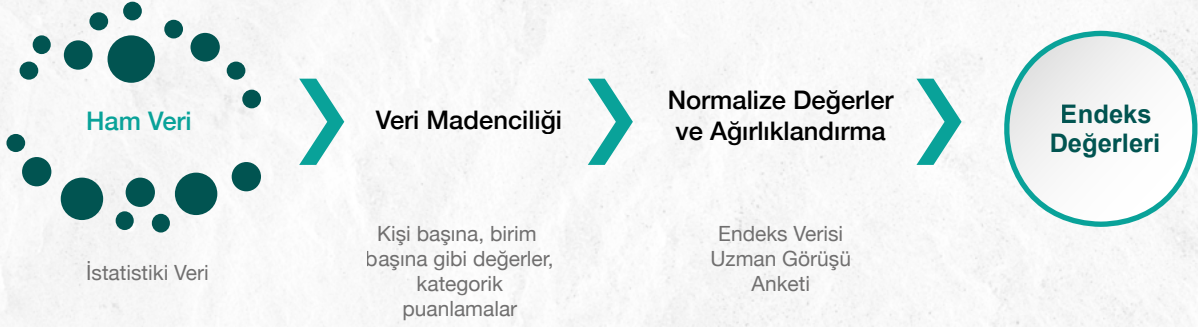 Ham Veri
İstatistiki Veri
Veri Madenciliği
Kişi başına, birim
başına gibi değerler,
kategorik
puanlamalar
Normalize Değerler
ve Ağırlıklandırma
Endeks Verisi
Uzman Görüşü
Anketi
Endeks
Değerleri